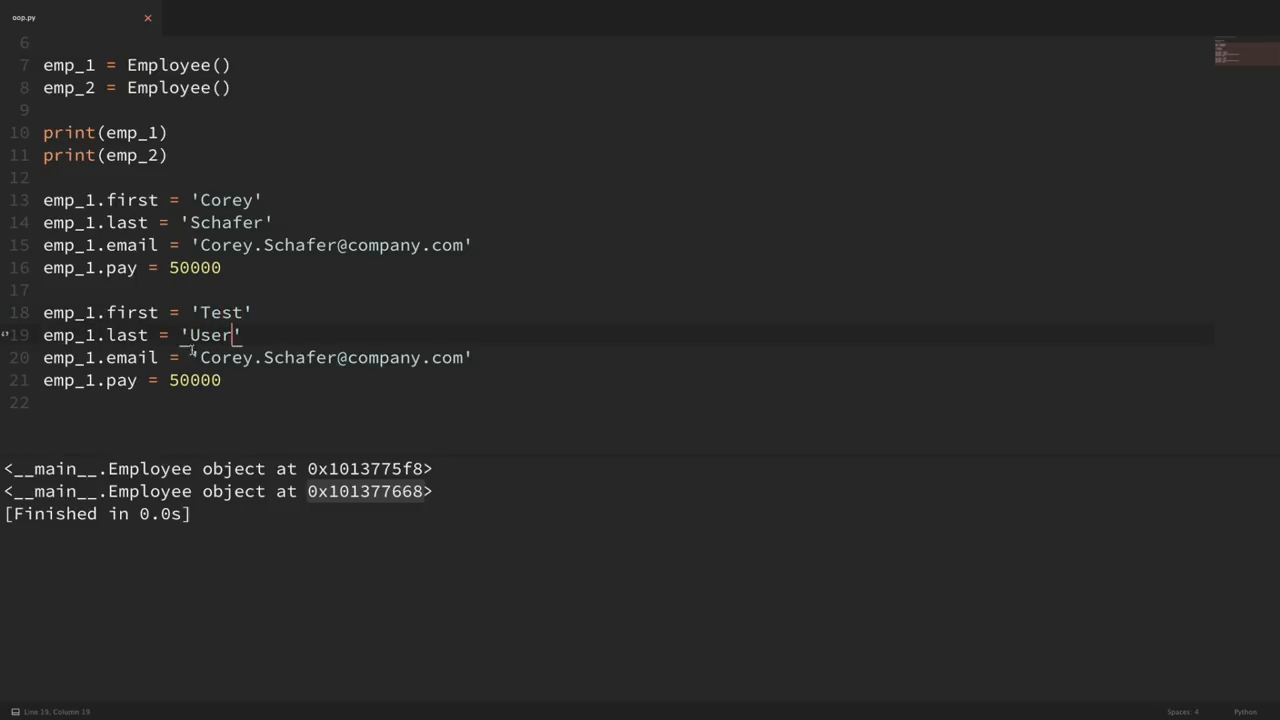 oop.py
6
7 emp_1 = Employee()
8 emp_2 = Employee()
9
10 print(emp_1)
11 print(emp_2)
12
13 emp_1.first = 'Corey'
14 emp_1.last = 'Schafer'
15 emp_1.email = 'Corey.Schafer@company.com'
16 emp_1.pay = 50000
17
18 emp_1.first = 'Test'
19 emp_1.last = 'User'
20 emp_1.email = 'Corey.Schafer@company.com'
21 emp_1.pay = 50000
22
<__main__.Employee object at 0x1013775f8>
<__main__.Employee object at 0x101377668>
[Finished in 0.0s]
Line 19, Column 19
Spaces: 4
Python